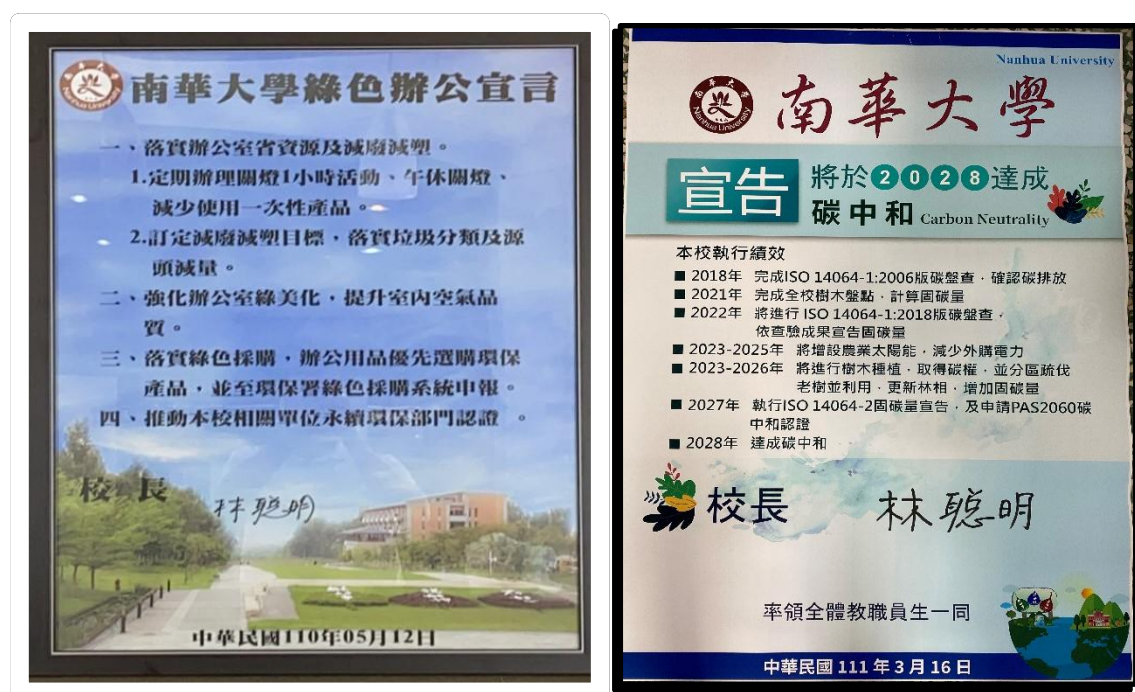 南華大學
Nanhua University
南華大學綠色辦公宣言
一、落實辦公室省資源及減廢減塑。
1.定期辦理關燈1小時活動、午休關燈、
減少使用一次性產品。
2.訂定減廢減塑目標，落實垃圾分類及源
頭減量。
二、強化辦公室綠美化，提升室內空氣品
質。
三、落實綠色採購，辦公用品優先選購環保
產品，並至環保署綠色採購系統申報。
四、推動本校相關單位永續環保部門認證 。
校 長 林聰明
中華民國110年05月12日
Nanhua University
南華大學
Nanhua University
南華大學
宣告 將於2028達成
碳中和 Carbon Neutrality
本校執行績效
■ 2018年 完成ISO 14064-1:2006版碳盤查，確認碳排放
■ 2021年 完成全校樹木盤點，計算固碳量
■ 2022年 將進行 ISO 14064-1:2018版碳盤查，
依查驗成果宣告固碳量
■ 2023-2025年 將增設農業太陽能，減少外購電力
■ 2023-2026年 將進行樹木種植，取得碳權，並分區疏伐
老樹並利用，更新林相，增加固碳量
■ 2027年 執行ISO 14064-2固碳量宣告，及申請PAS2060碳
中和認證
■ 2028年 達成碳中和
校長 林聰明
率領全體教職員生一同
中華民國 111 年 3 月 16 日